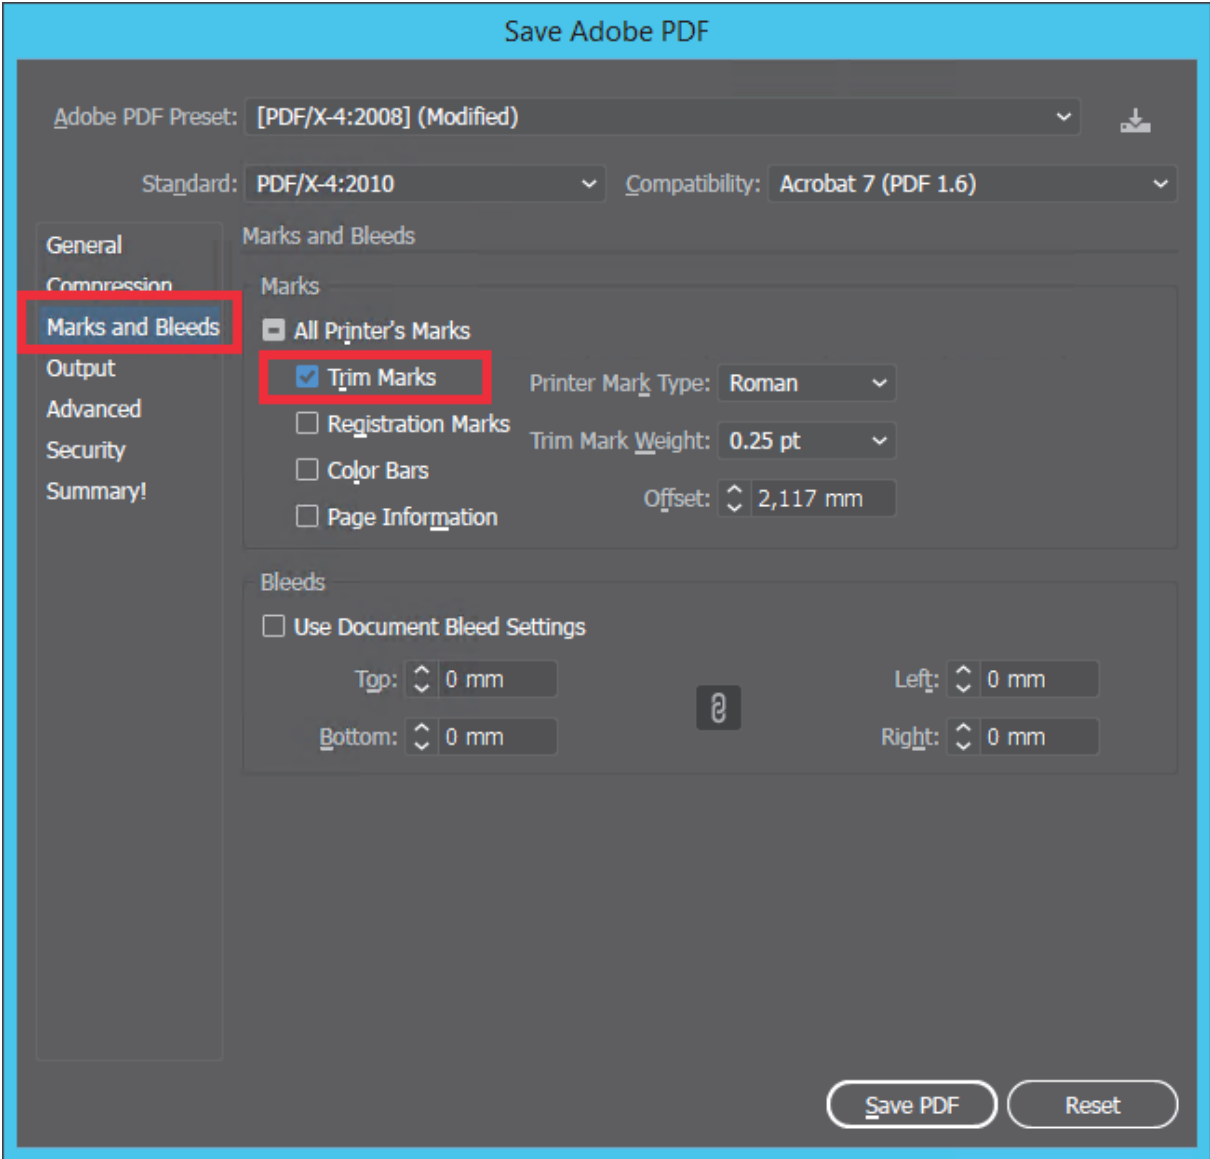 Save Adobe PDF
Adobe PDF Preset: [PDF/X-4:2008] (Modified)
Standard: PDF/X-4:2010 Compatibility: Acrobat 7 (PDF 1.6)
General
Compression
Marks and Bleeds
Output
Advanced
Security
Summary!
Marks and Bleeds
Marks
All Printer's Marks
Trim Marks
Registration Marks
Color Bars
Page Information
Printer Mark Type: Roman
Trim Mark Weight: 0.25 pt
Offset: 2,117 mm
Bleeds
Use Document Bleed Settings
Top: 0 mm Left: 0 mm
Bottom: 0 mm Right: 0 mm
Save PDF Reset